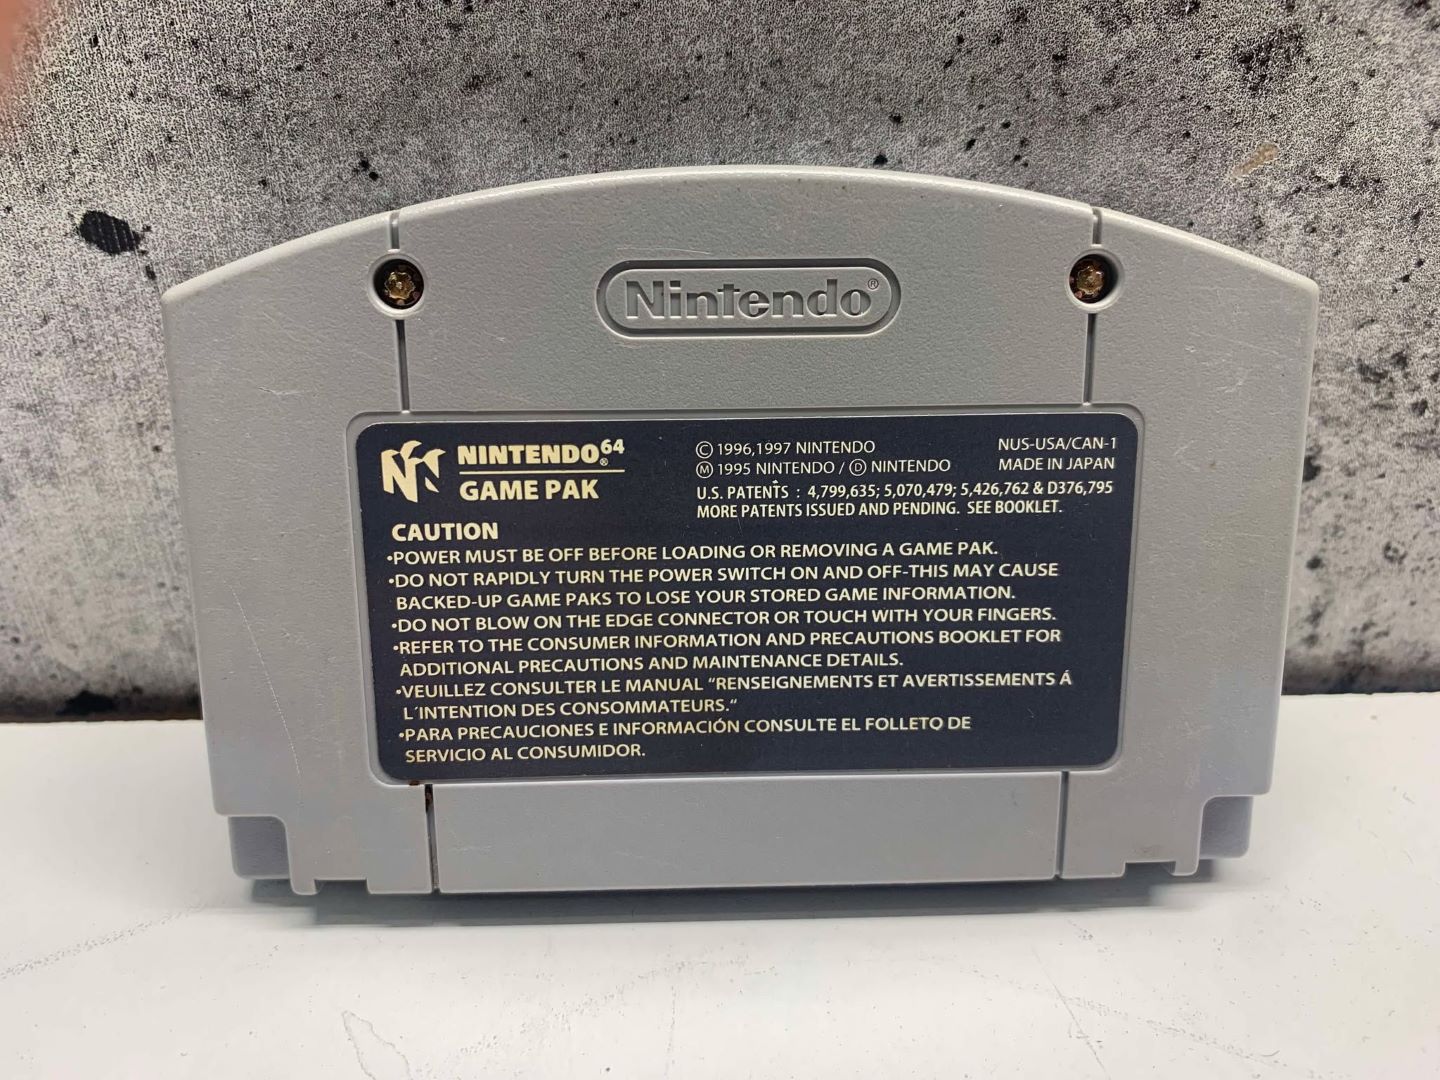 Nintendo®
NINTENDO64®
GAME PAK
© 1996,1997 NINTENDO
Ⓜ 1995 NINTENDO / Ⓓ NINTENDO
NUS-USA/CAN-1
MADE IN JAPAN
U.S. PATENTS : 4,799,635; 5,070,479; 5,426,762 & D376,795
MORE PATENTS ISSUED AND PENDING. SEE BOOKLET.
CAUTION
•POWER MUST BE OFF BEFORE LOADING OR REMOVING A GAME PAK.
•DO NOT RAPIDLY TURN THE POWER SWITCH ON AND OFF-THIS MAY CAUSE
BACKED-UP GAME PAKS TO LOSE YOUR STORED GAME INFORMATION.
•DO NOT BLOW ON THE EDGE CONNECTOR OR TOUCH WITH YOUR FINGERS.
•REFER TO THE CONSUMER INFORMATION AND PRECAUTIONS BOOKLET FOR
ADDITIONAL PRECAUTIONS AND MAINTENANCE DETAILS.
•VEUILLEZ CONSULTER LE MANUAL “RENSEIGNEMENTS ET AVERTISSEMENTS Á
L´INTENTION DES CONSOMMATEURS.“
•PARA PRECAUCIONES E INFORMACIÓN CONSULTE EL FOLLETO DE
SERVICIO AL CONSUMIDOR.